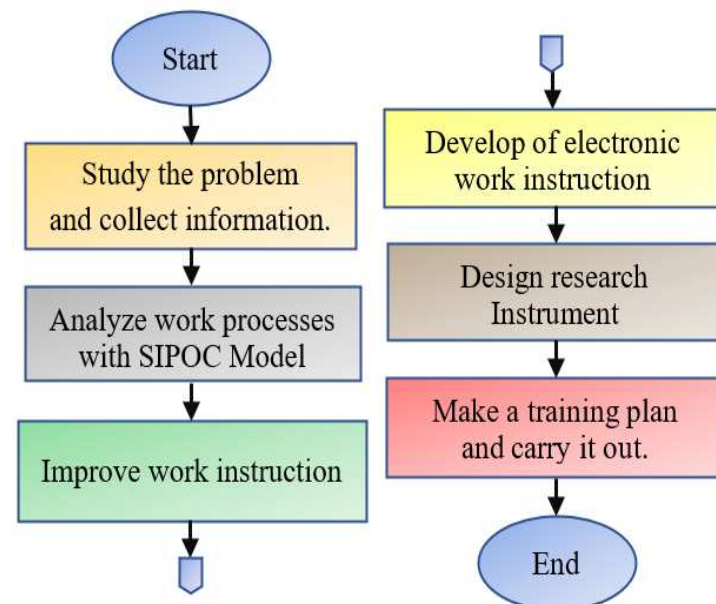 Start
Study the problem
and collect information.
Analyze work processes
with SIPOC Model
Improve work instruction
Develop of electronic
work instruction
Design research
Instrument
Make a training plan
and carry it out.
End